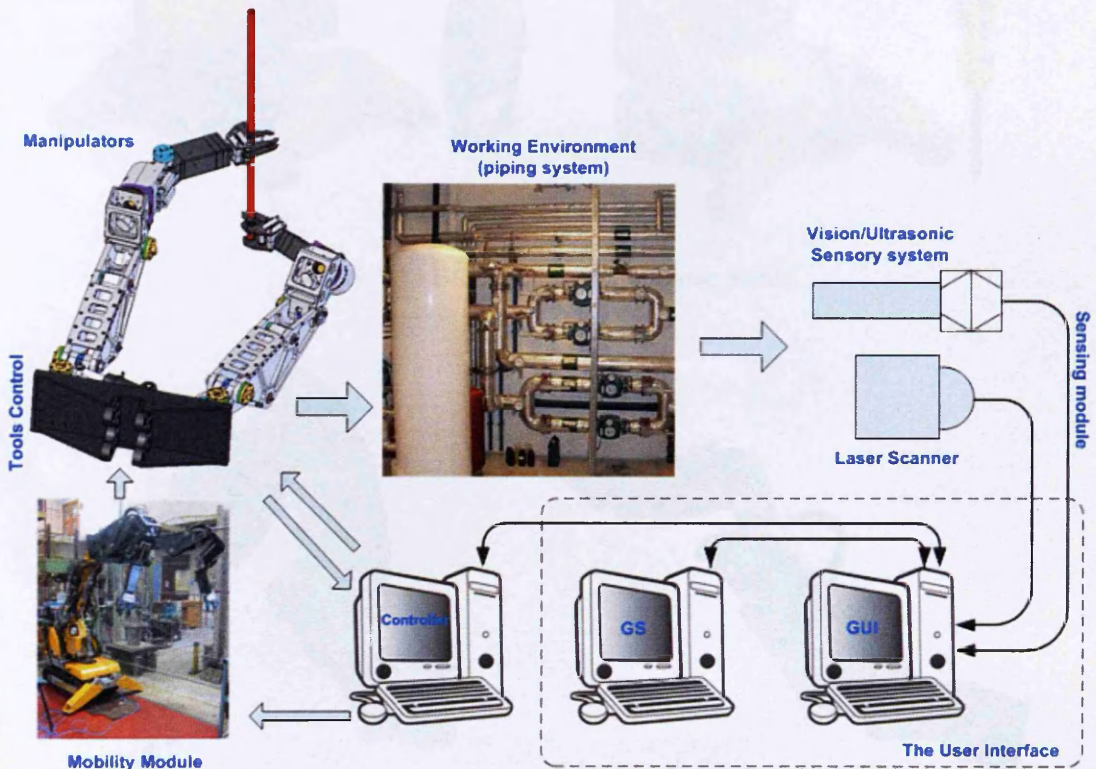 Manipulators
Working Environment
(piping system)
Vision/Ultrasonic
Sensory system
Sensing module
Tools Control
Laser Scanner
Controller
GS
GUI
Mobility Module
The User Interface